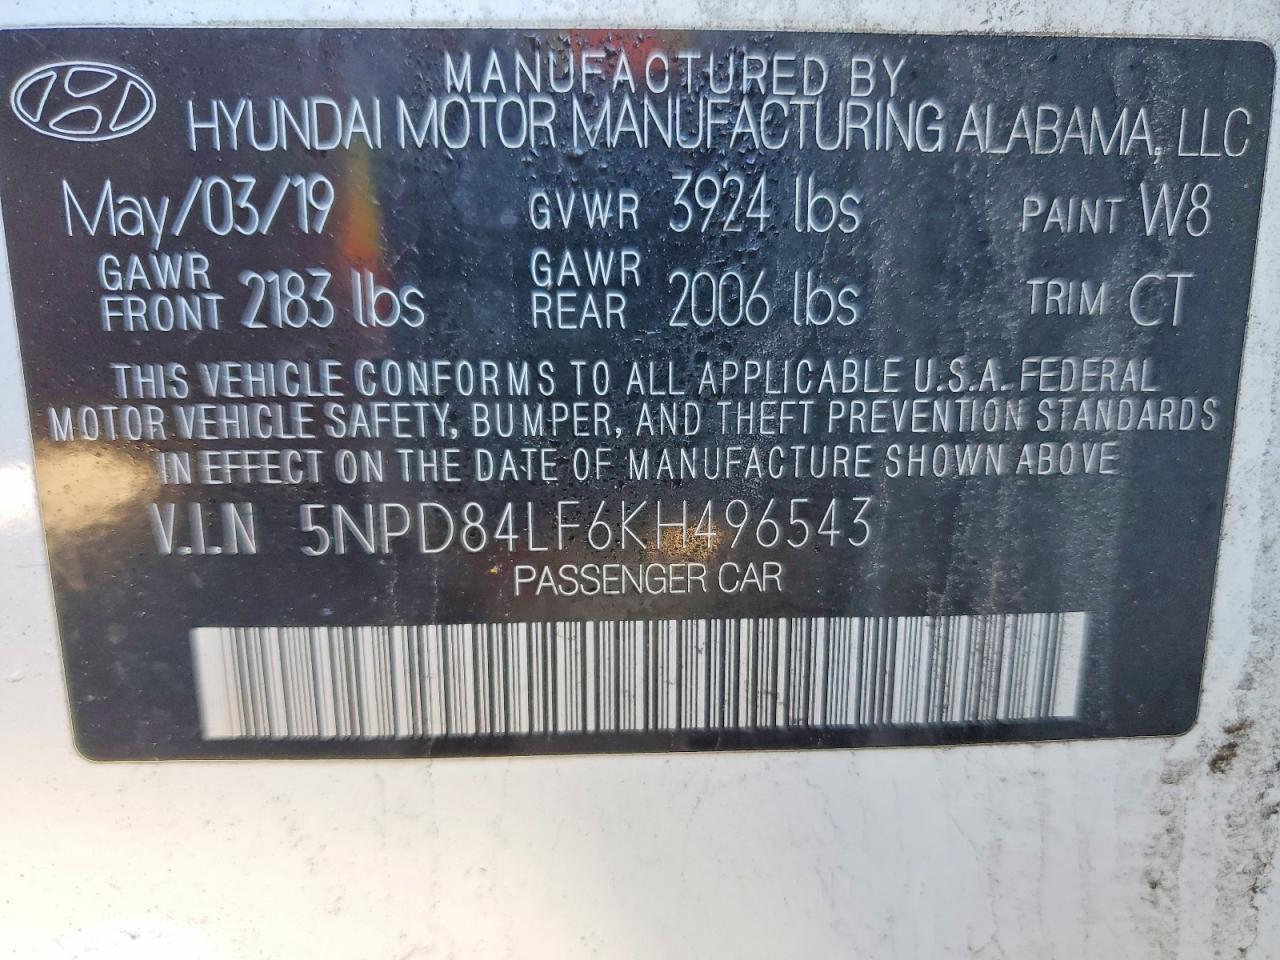 MANUFACTURED BY
HYUNDAI MOTOR MANUFACTURING ALABAMA, LLC
May/03/19 GVWR 3924 lbs PAINT W8
GAWR FRONT 2183 lbs GAWR REAR 2006 lbs TRIM CT
THIS VEHICLE CONFORMS TO ALL APPLICABLE U.S.A. FEDERAL
MOTOR VEHICLE SAFETY, BUMPER, AND THEFT PREVENTION STANDARDS
IN EFFECT ON THE DATE OF MANUFACTURE SHOWN ABOVE
V.I.N 5NPD84LF6KH496543
PASSENGER CAR